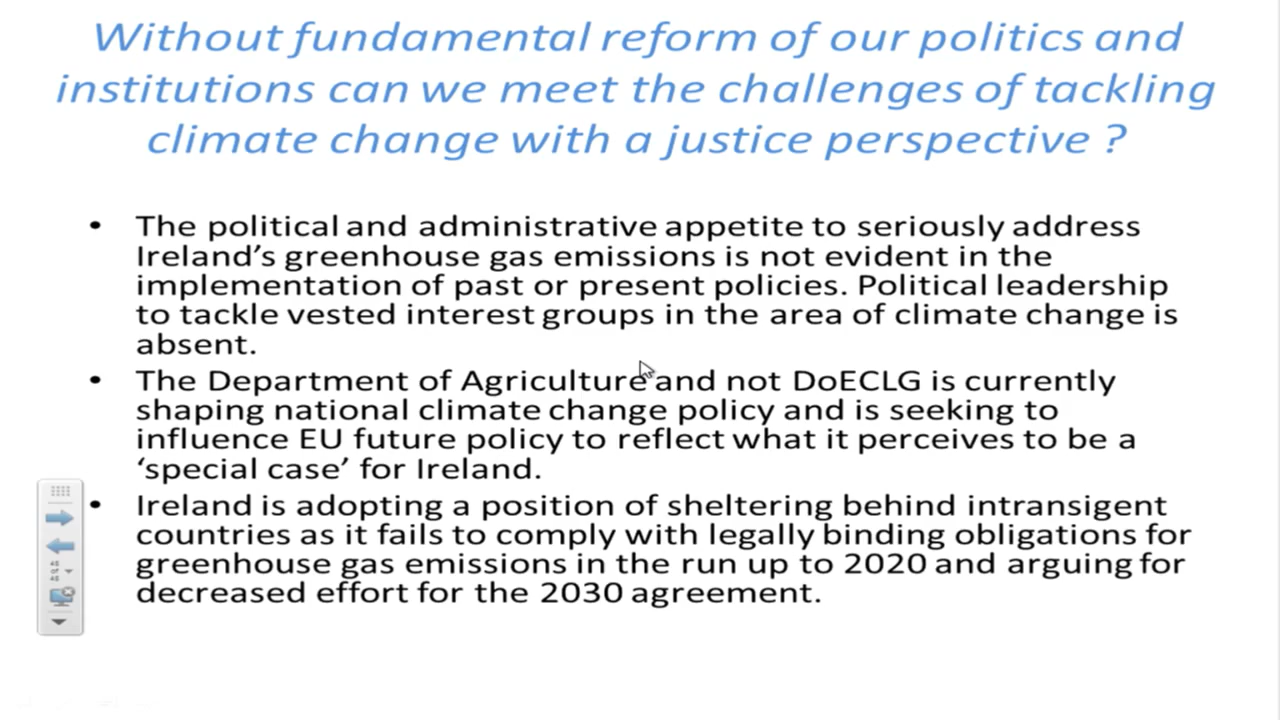 Without fundamental reform of our politics and
institutions can we meet the challenges of tackling
climate change with a justice perspective ?
• The political and administrative appetite to seriously address
Ireland’s greenhouse gas emissions is not evident in the
implementation of past or present policies. Political leadership
to tackle vested interest groups in the area of climate change is
absent.
• The Department of Agriculture and not DoECLG is currently
shaping national climate change policy and is seeking to
influence EU future policy to reflect what it perceives to be a
‘special case’ for Ireland.
• Ireland is adopting a position of sheltering behind intransigent
countries as it fails to comply with legally binding obligations for
greenhouse gas emissions in the run up to 2020 and arguing for
decreased effort for the 2030 agreement.